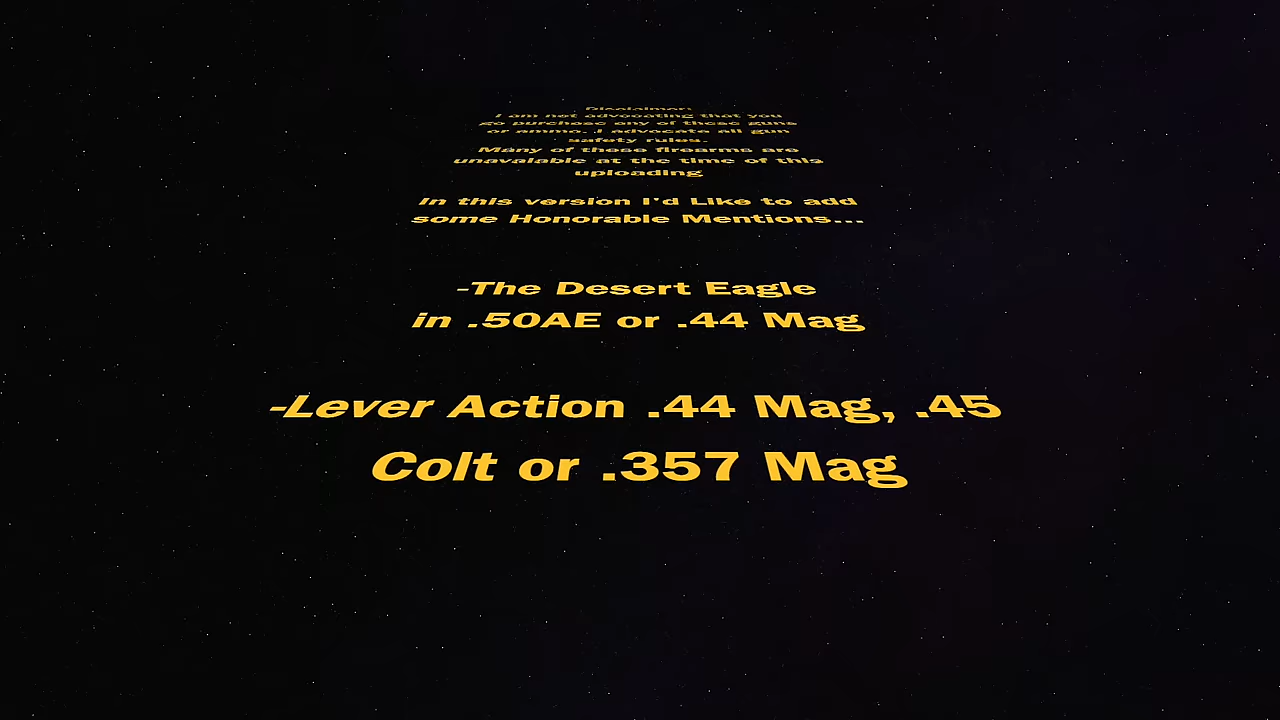 Disclaimer:
I am not advocating that you
go purchase any of these guns
or ammo. I advocate all gun
safety rules.
Many of these firearms are
unavalable at the time of this
uploading
In this version I'd Like to add
some Honorable Mentions...
-The Desert Eagle
in .50AE or .44 Mag
-Lever Action .44 Mag, .45
Colt or .357 Mag